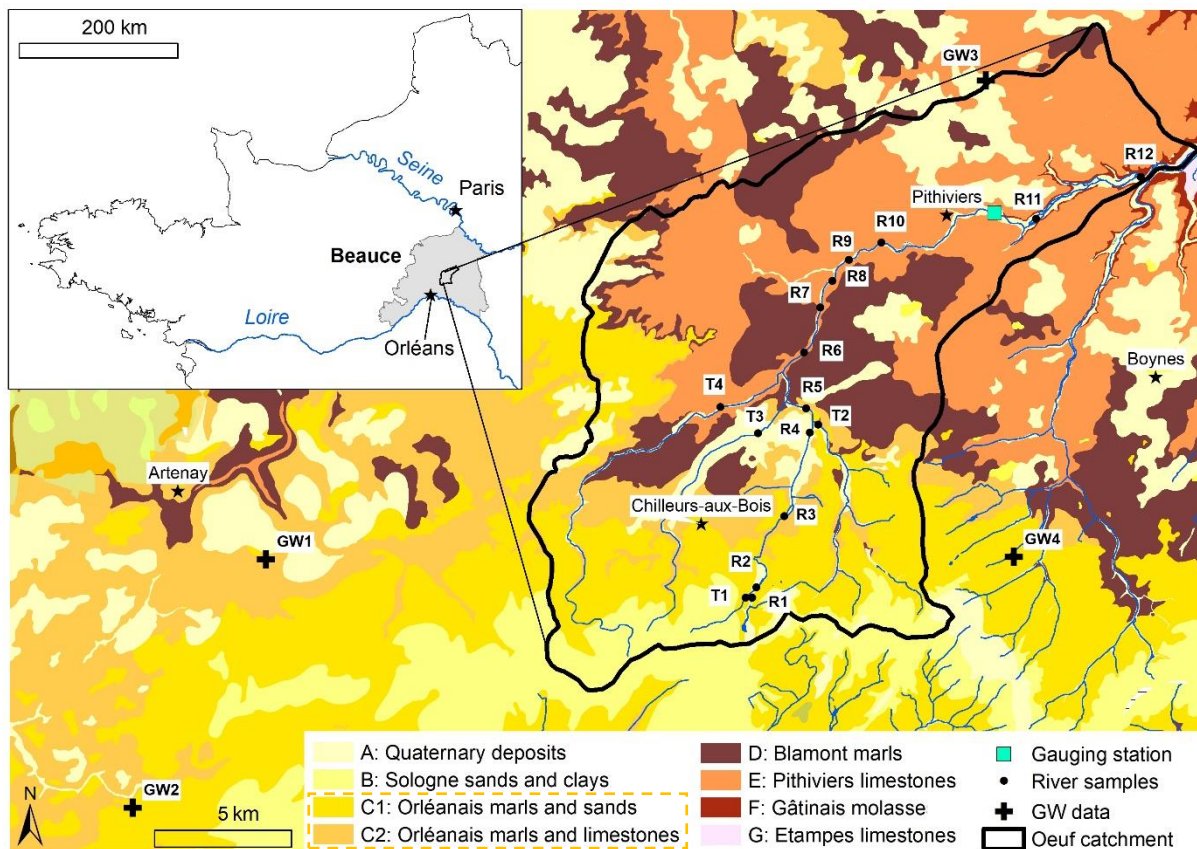 200 km
Seine
Paris
Beauce
Loire
Orléans
GW3
R12
Pithiviers
R11
R10
R9
R8
R7
R6
Boynes
T4
R5
T3
R4
T2
Artenay
Chilleurs-aux-Bois
R3
GW1
GW4
R2
T1
R1
GW2
N
5 km
A: Quaternary deposits
B: Sologne sands and clays
C1: Orléanais marls and sands
C2: Orléanais marls and limestones
D: Blamont marls
E: Pithiviers limestones
F: Gâtinais molasse
G: Etampes limestones
Gauging station
River samples
GW data
Oeuf catchment